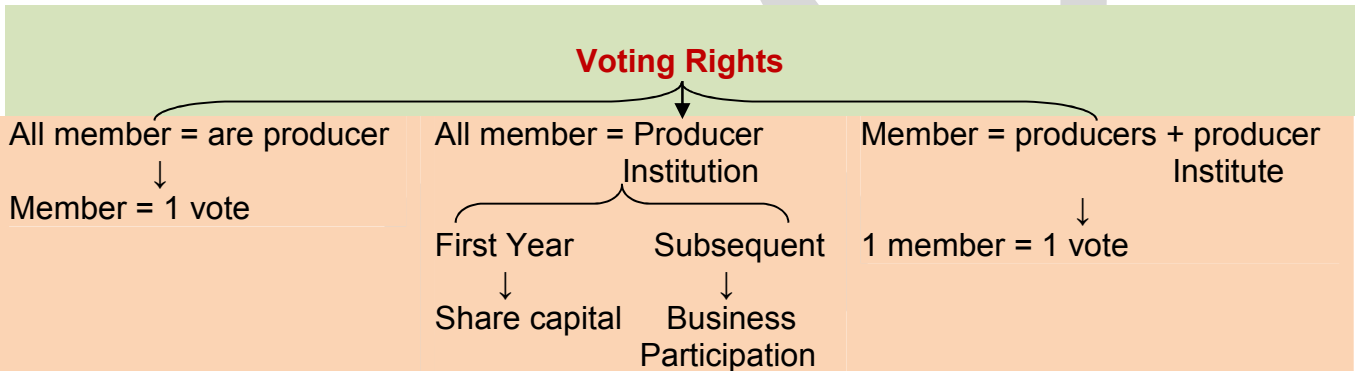 Voting Rights
All member = are producer
↓
Member = 1 vote
All member = Producer
Institution
First Year Subsequent
↓ ↓
Share capital Business
Participation
Member = producers + producer
Institute
↓
1 member = 1 vote